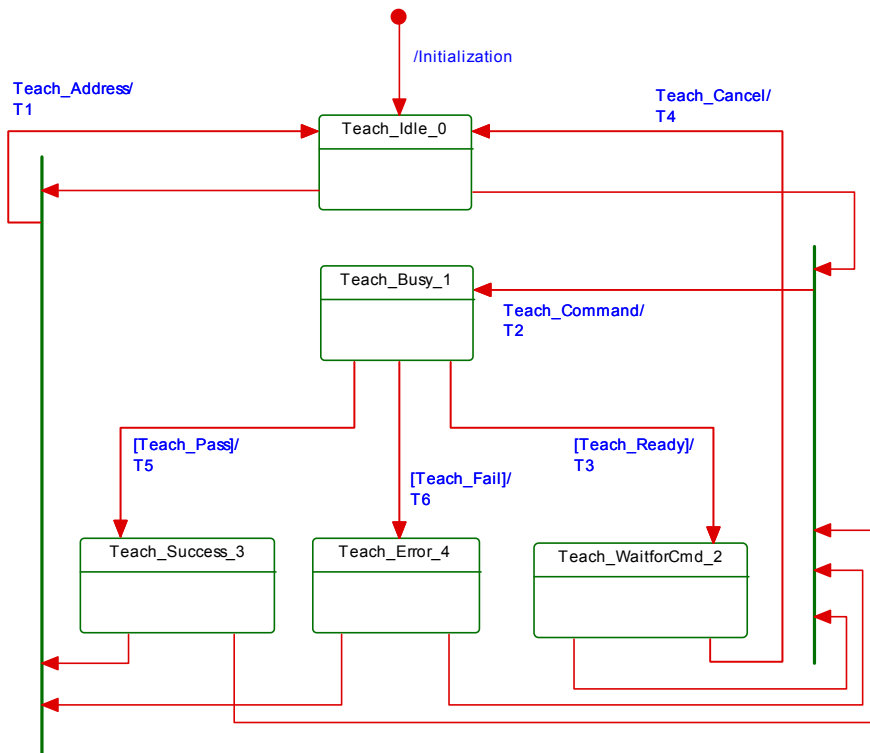 /Initialization
Teach_Address/
T1
Teach_Cancel/
T4
Teach_Idle_0
Teach_Busy_1
Teach_Command/
T2
[Teach_Pass]/
T5
[Teach_Fail]/
T6
[Teach_Ready]/
T3
Teach_Success_3
Teach_Error_4
Teach_WaitforCmd_2